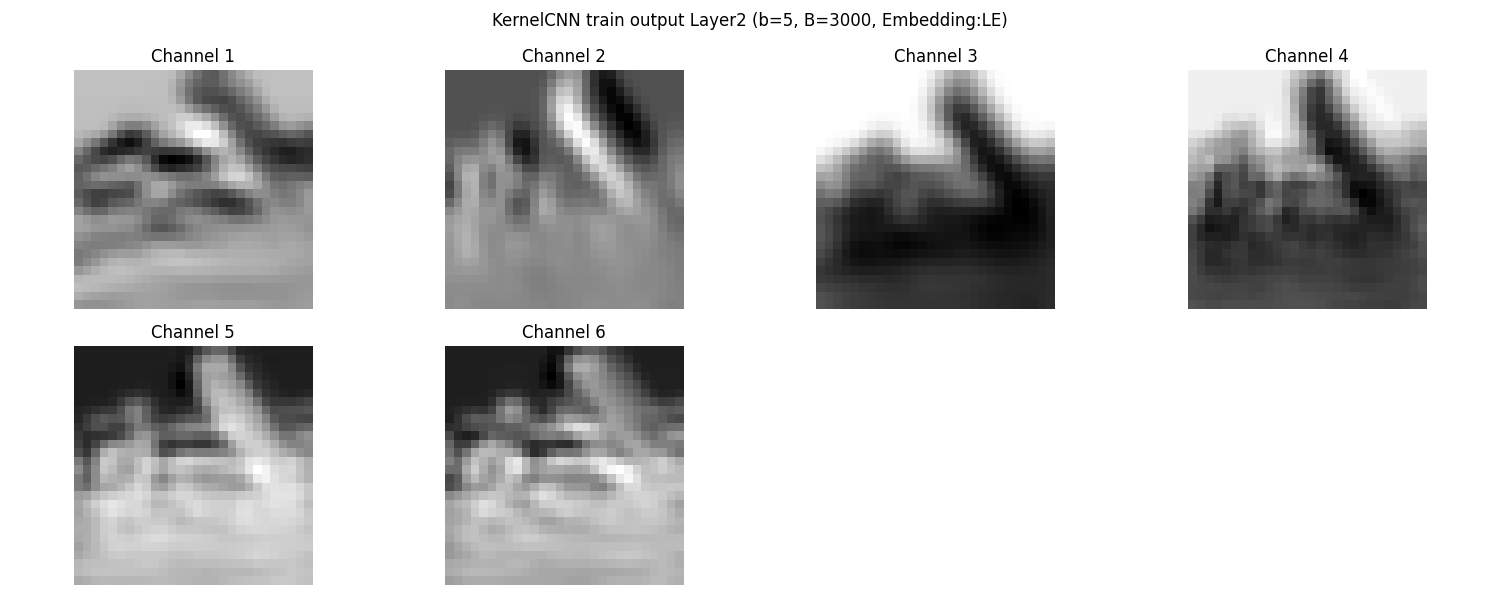 KernelCNN train output Layer2 (b=5, B=3000, Embedding:LE)
Channel 1
Channel 2
Channel 3
Channel 4
Channel 5
Channel 6